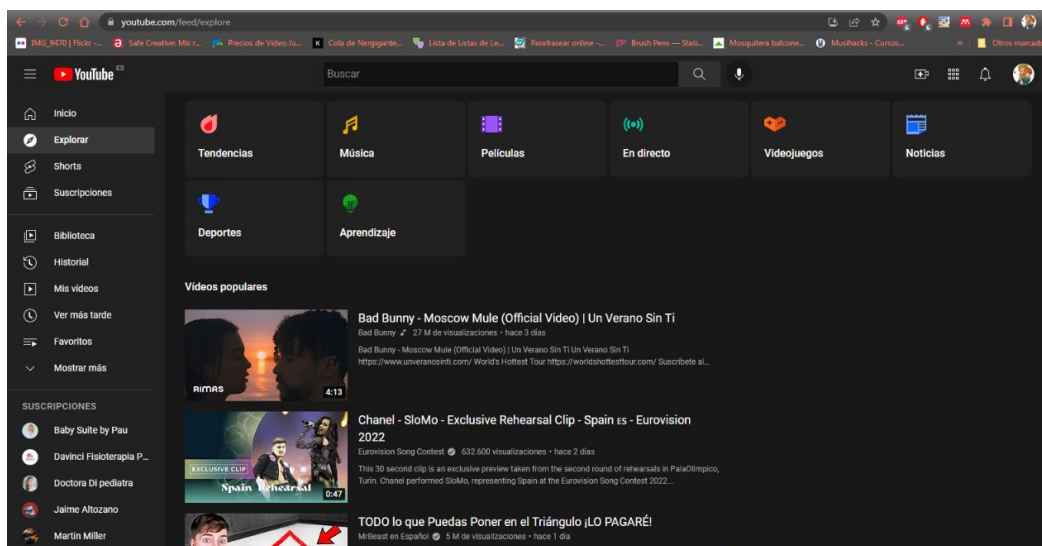 youtube.com/feed/explore
IMG_9470 | Flickr -... Safe Creative: Mis r... Precios de Video Ju... Cola de Nergigante... Lista de Listas de Le... Parafrasear online -... Brush Pens — Stati... Mosquitera balcone... Musihacks - Cursos... » Otros marcad
YouTube ES
Buscar
Inicio
Explorar
Shorts
Suscripciones
Biblioteca
Historial
Mis vídeos
Ver más tarde
Favoritos
Mostrar más
SUSCRIPCIONES
Baby Suite by Pau
Davinci Fisioterapia P...
Doctora Di pediatra
Jaime Altozano
Martin Miller
Tendencias
Música
Películas
En directo
Videojuegos
Noticias
Deportes
Aprendizaje
Vídeos populares
RIMAS
4:13
Bad Bunny - Moscow Mule (Official Video) | Un Verano Sin Ti
Bad Bunny 27 M de visualizaciones • hace 3 días
Bad Bunny - Moscow Mule (Official Video) | Un Verano Sin Ti Un Verano Sin Ti
https://www.unveranosinti.com/ World's Hottest Tour https://worldshottesttour.com/ Suscríbete al...
EXCLUSIVE CLIP
Spain Rehearsal
0:47
Chanel - SloMo - Exclusive Rehearsal Clip - Spain ES - Eurovision
2022
Eurovision Song Contest 632.600 visualizaciones • hace 2 días
This 30 second clip is an exclusive preview taken from the second round of rehearsals in PalaOlimpico,
Turin. Chanel performed SloMo, representing Spain at the Eurovision Song Contest 2022...
TODO lo que Puedas Poner en el Triángulo ¡LO PAGARÉ!
MrBeast en Español 5 M de visualizaciones • hace 1 día